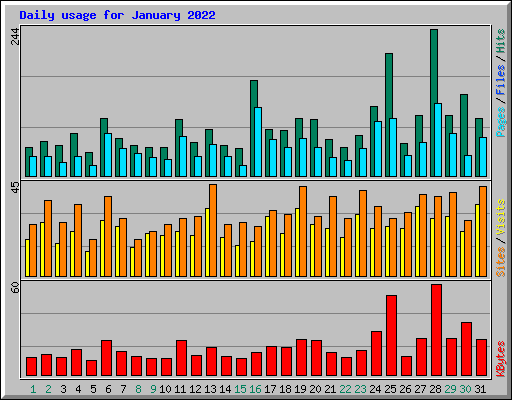 Daily usage for January 2022
244
Pages / Files / Hits
45
Sites / Visits
60
KBytes
1 2 3 4 5 6 7 8 9 10 11 12 13 14 15 16 17 18 19 20 21 22 23 24 25 26 27 28 29 30 31